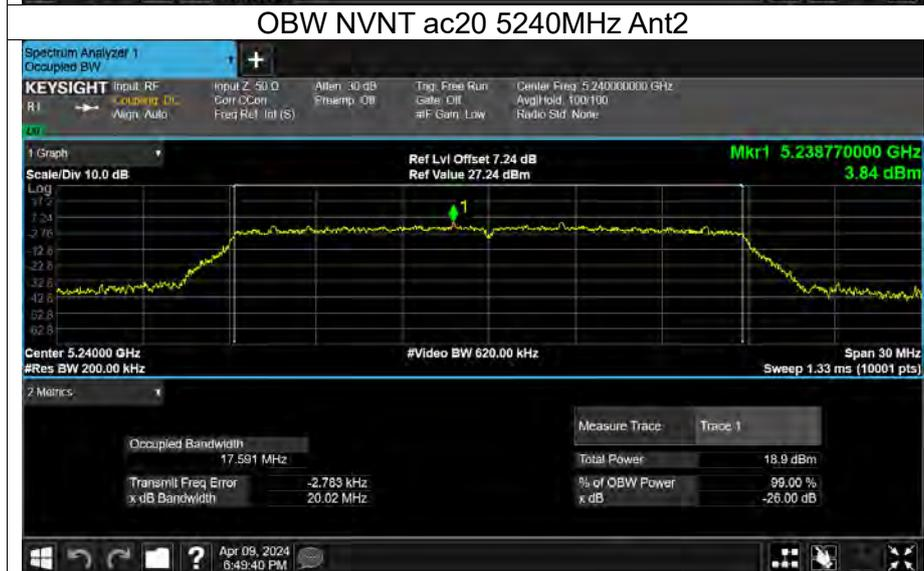 OBW NVNT ac20 5240MHz Ant2
Spectrum Analyzer 1
Occupied BW
KEYSIGHT Input: RF Input Z: 50 Ω Atten: 30 dB Trig: Free Run Center Freq: 5.240000000 GHz
Coupling: DC Corr CCorr Preamp: Off Gate: Off Avg|Hold: 100/100
Align: Auto Freq Ref: Int (S) #IF Gain: Low Radio Std: None
1 Graph
Ref Lvl Offset 7.24 dB
Mkr1 5.238770000 GHz
Scale/Div 10.0 dB
Ref Value 27.24 dBm
3.84 dBm
Log
17.2
1
7.24
-2.76
-12.8
-22.8
-32.8
-42.8
-52.8
-62.8
Center 5.24000 GHz #Video BW 620.00 kHz Span 30 MHz
#Res BW 200.00 kHz Sweep 1.33 ms (10001 pts)
2 Metrics
Measure Trace Trace 1
Occupied Bandwidth
17.591 MHz
Total Power 18.9 dBm
Transmit Freq Error -2.783 kHz % of OBW Power 99.00 %
x dB Bandwidth 20.02 MHz x dB -26.00 dB
?
Apr 09, 2024
6:49:40 PM